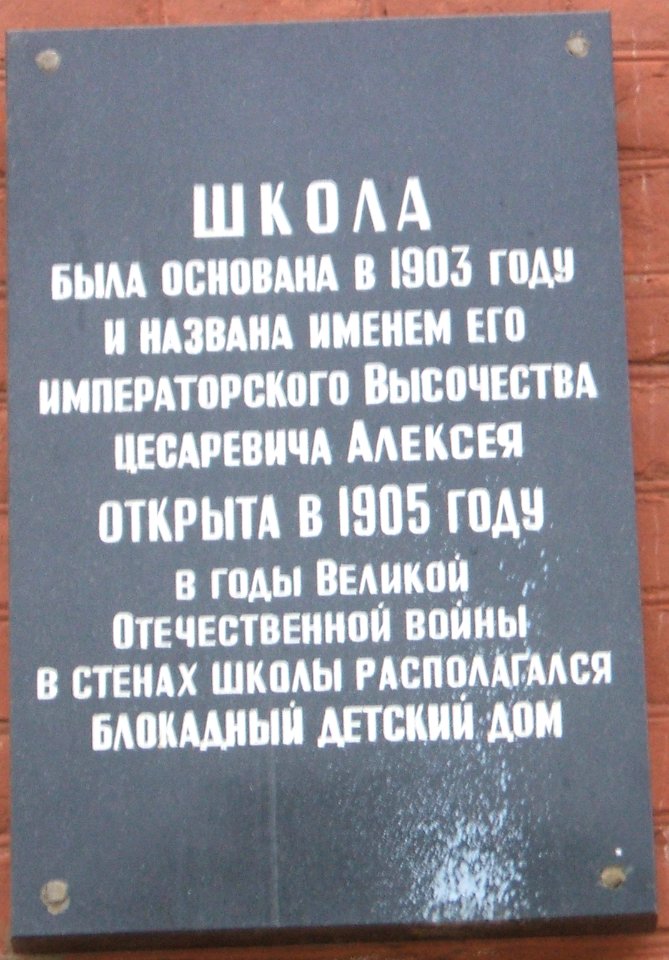 ШКОЛА
БЫЛА ОСНОВАНА В 1903 ГОДУ
И НАЗВАНА ИМЕНЕМ ЕГО
ИМПЕРАТОРСКОГО ВЫСОЧЕСТВА
ЦЕСАРЕВИЧА АЛЕКСЕЯ
ОТКРЫТА В 1905 ГОДУ
В ГОДЫ ВЕЛИКОЙ
ОТЕЧЕСТВЕННОЙ ВОЙНЫ
В СТЕНАХ ШКОЛЫ РАСПОЛАГАЛСЯ
БЛОКАДНЫЙ ДЕТСКИЙ ДОМ